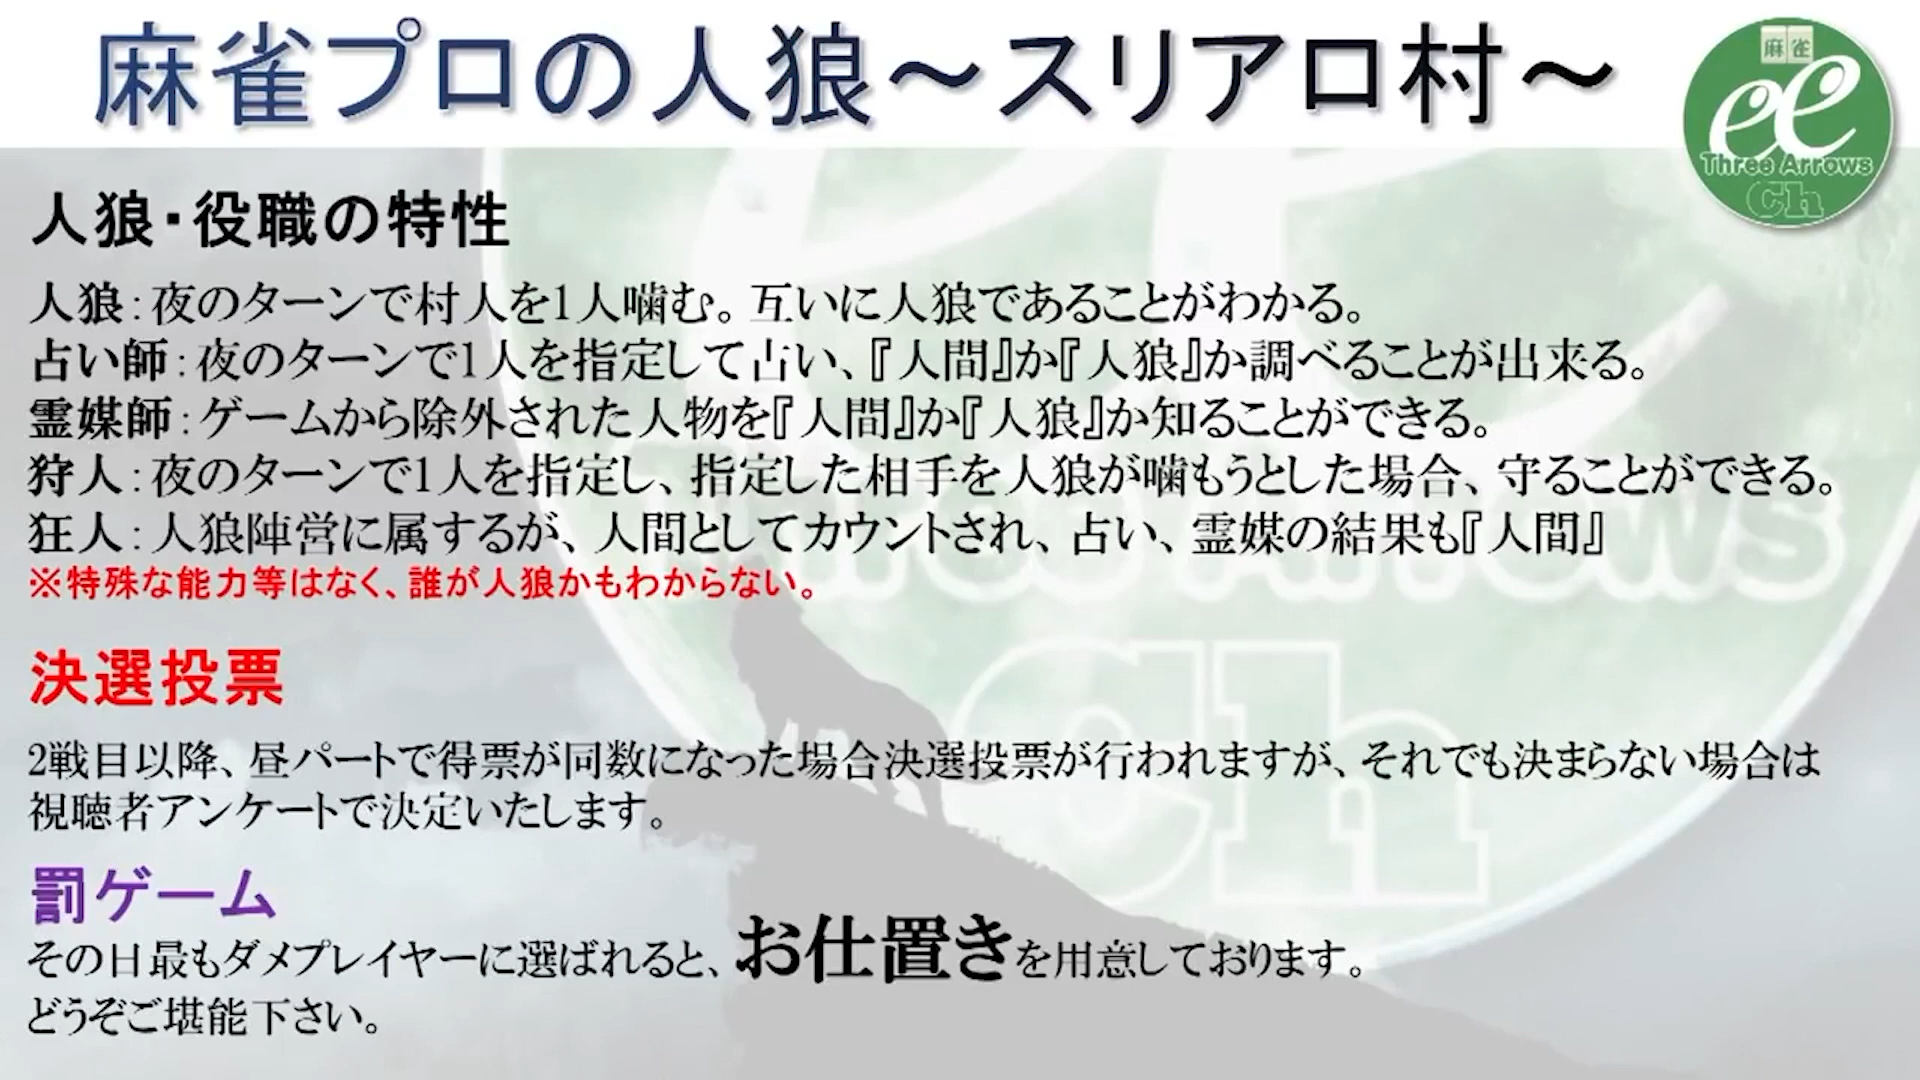 麻雀プロの人狼～スリアロ村～
麻雀
Three Arrows
Ch
人狼・役職の特性
人狼：夜のターンで村人を1人噛む。互いに人狼であることがわかる。
占い師：夜のターンで1人を指定して占い、『人間』か『人狼』か調べることが出来る。
霊媒師：ゲームから除外された人物を『人間』か『人狼』か知ることができる。
狩人：夜のターンで1人を指定し、指定した相手を人狼が噛もうとした場合、守ることができる。
狂人：人狼陣営に属するが、人間としてカウントされ、占い、霊媒の結果も『人間』
※特殊な能力等はなく、誰が人狼かもわからない。
決選投票
2戦目以降、昼パートで得票が同数になった場合決選投票が行われますが、それでも決まらない場合は
視聴者アンケートで決定いたします。
罰ゲーム
その日最もダメプレイヤーに選ばれると、お仕置きを用意しております。
どうぞご堪能下さい。